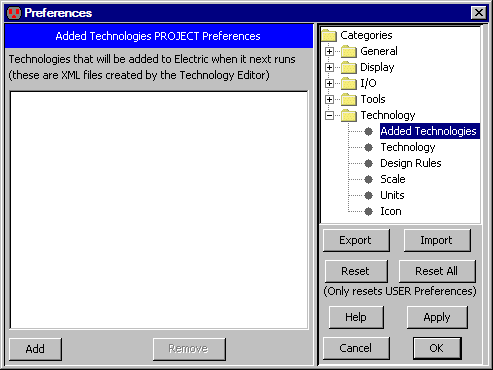 Preferences
Added Technologies PROJECT Preferences
Technologies that will be added to Electric when it next runs
(these are XML files created by the Technology Editor)
Add
Remove
Categories
General
Display
I/O
Tools
Technology
Added Technologies
Technology
Design Rules
Scale
Units
Icon
Export
Import
Reset
Reset All
(Only resets USER Preferences)
Help
Apply
Cancel
OK